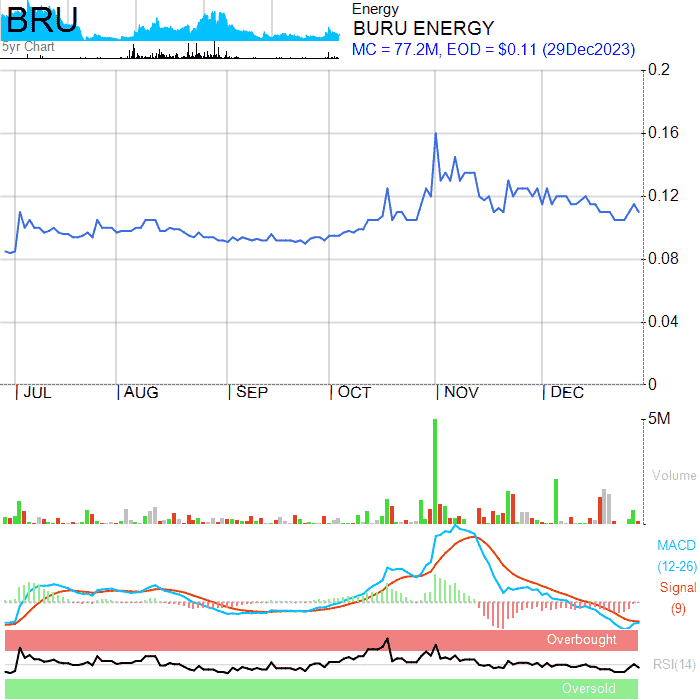 BRU
5yr Chart
Energy
BURU ENERGY
MC = 77.2M, EOD = $0.11 (29Dec2023)
0.2
0.16
0.12
0.08
0.04
0
JUL AUG SEP OCT NOV DEC
5M
Volume
MACD
(12-26)
Signal
(9)
Overbought
RSI(14)
Oversold